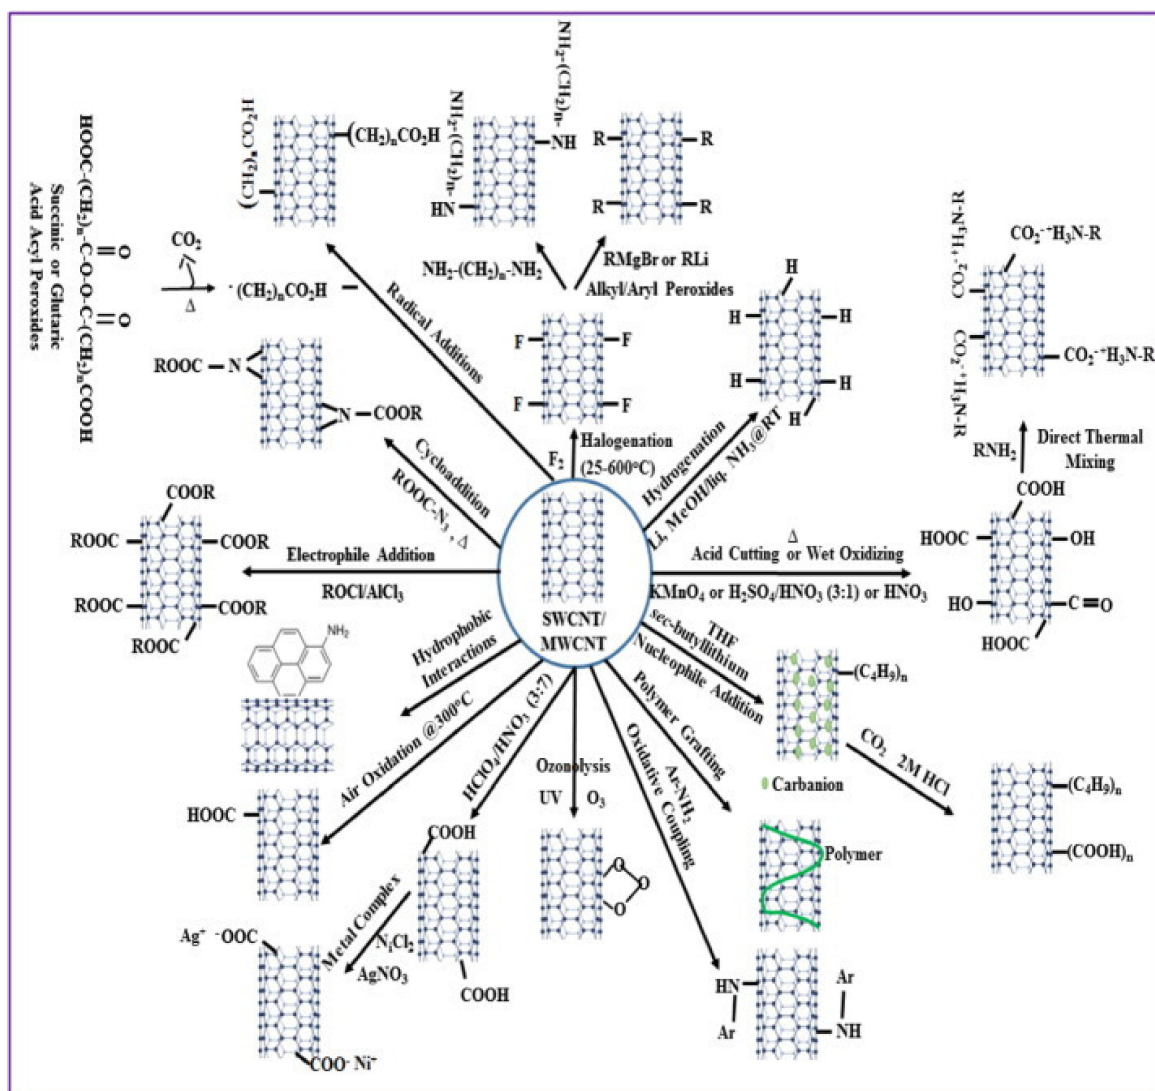 HOOC-(CH2)n-C-O-O-C-(CH2)nCOOH
O
O
Succinic or Glutaric
Acid Acyl Peroxides
CO2
Δ
·(CH2)nCO2H
Radical Additions
(CH2)nCO2H
(CH2)nCO2H
NH2-(CH2)n-
HN
NH2-(CH2)n-
NH
NH2-(CH2)n-NH2
R
R
R
R
RMgBr or RLi
Alkyl/Aryl Peroxides
F
F
F
F
F2
Halogenation
(25-600°C)
H
H
H
H
H
H
Hydrogenation
Li, MeOH/liq. NH3@RT
CO2-+H3N-R
CO2-+H3N-R
CO2-+H3N-R
CO2-+H3N-R
RNH2
Direct Thermal
Mixing
COOH
HOOC
OH
HO
C=O
HOOC
Δ
Acid Cutting or Wet Oxidizing
KMnO4 or H2SO4/HNO3 (3:1) or HNO3
ROOC
N
N
COOR
Cycloaddition
ROOC-N3 , Δ
COOR
ROOC
COOR
ROOC
COOR
ROOC
Electrophile Addition
ROCl/AlCl3
SWCNT/
MWCNT
THF
sec-butyllithium
Nucleophile Addition
(C4H9)n
Carbanion
CO2 2M HCl
(C4H9)n
(COOH)n
NH2
Hydrophobic
Interactions
Air Oxidation @300°C
HOOC
HClO4/HNO3 (3:7)
COOH
COOH
Metal Complex
NiCl2
AgNO3
Ag+ -OOC
COO- Ni+
Ozonolysis
UV O3
O
O
O
Polymer Grafting
Polymer
Ar-NH2
Oxidative Coupling
HN
Ar
Ar
NH